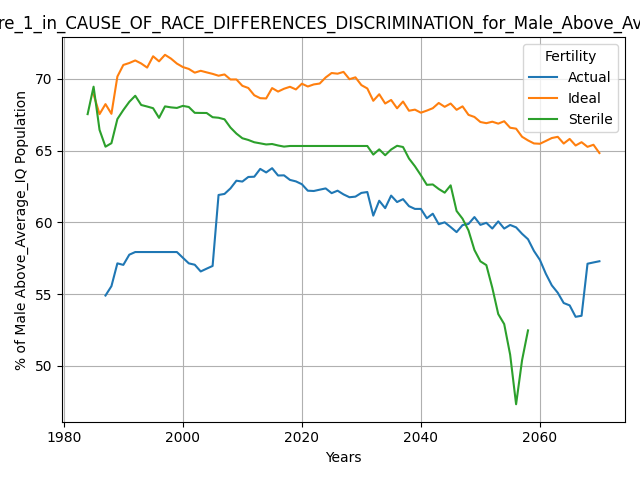 re_1_in_CAUSE_OF_RACE_DIFFERENCES_DISCRIMINATION_for_Male_Above_Av
Fertility
Actual
Ideal
Sterile
% of Male Above_Average_IQ Population
70
65
60
55
50
1980
2000
2020
2040
2060
Years